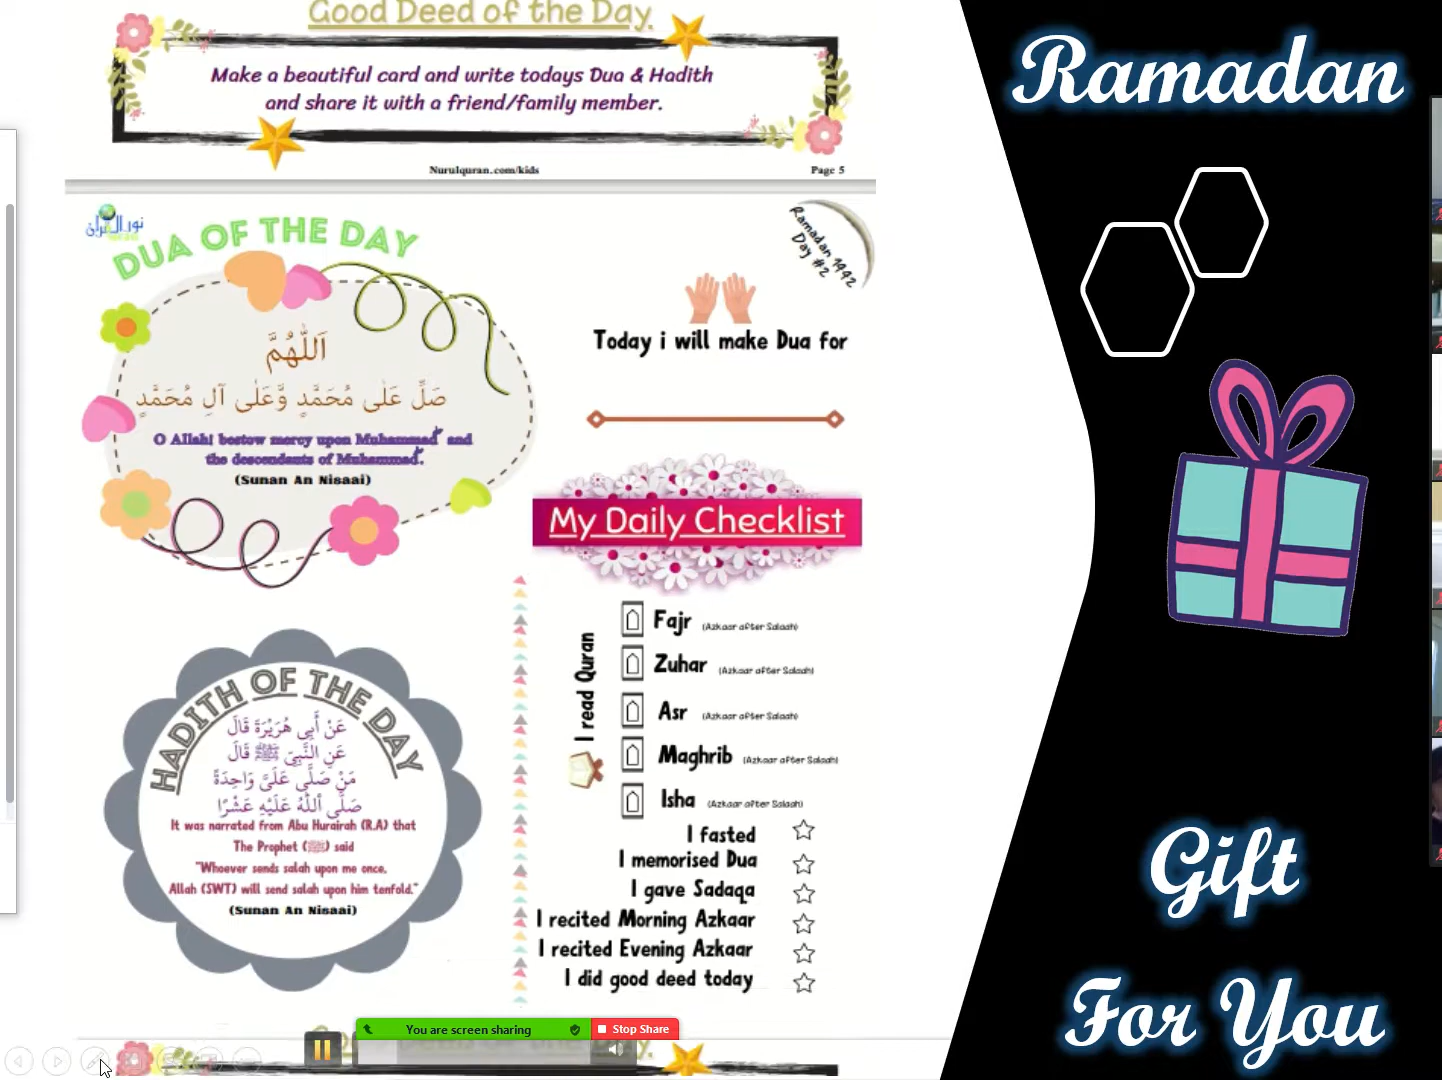 Good Deed of the Day
Make a beautiful card and write todays Dua & Hadith
and share it with a friend/family member.
Nurulquran.com/kids
Page 5
نور القرآن
DUA OF THE DAY
Ramadan 1442
Day #2
اَللّٰهُمَّ
صَلِّ عَلٰى مُحَمَّدٍ وَّعَلٰى آلِ مُحَمَّدٍ
O Allah! bestow mercy upon Muhammad and
the descendants of Muhammad.
(Sunan An Nisaai)
Today i will make Dua for
My Daily Checklist
I read Quran
Fajr (Azkaar after Salaah)
Zuhar (Azkaar after Salaah)
Asr (Azkaar after Salaah)
Maghrib (Azkaar after Salaah)
Isha (Azkaar after Salaah)
I fasted
I memorised Dua
I gave Sadaqa
I recited Morning Azkaar
I recited Evening Azkaar
I did good deed today
HADITH OF THE DAY
عَنْ أَبِي هُرَيْرَةَ قَالَ
عَنِ النَّبِيِّ ﷺ قَالَ
مَنْ صَلَّى عَلَىَّ وَاحِدَةً
صَلَّى ٱللّٰهُ عَلَيْهِ عَشْرًا
It was narrated from Abu Hurairah (R.A) that
The Prophet (ﷺ) said
"Whoever sends salah upon me once,
Allah (SWT) will send salah upon him tenfold."
(Sunan An Nisaai)
You are screen sharing
Stop Share
Ramadan
Gift
For You